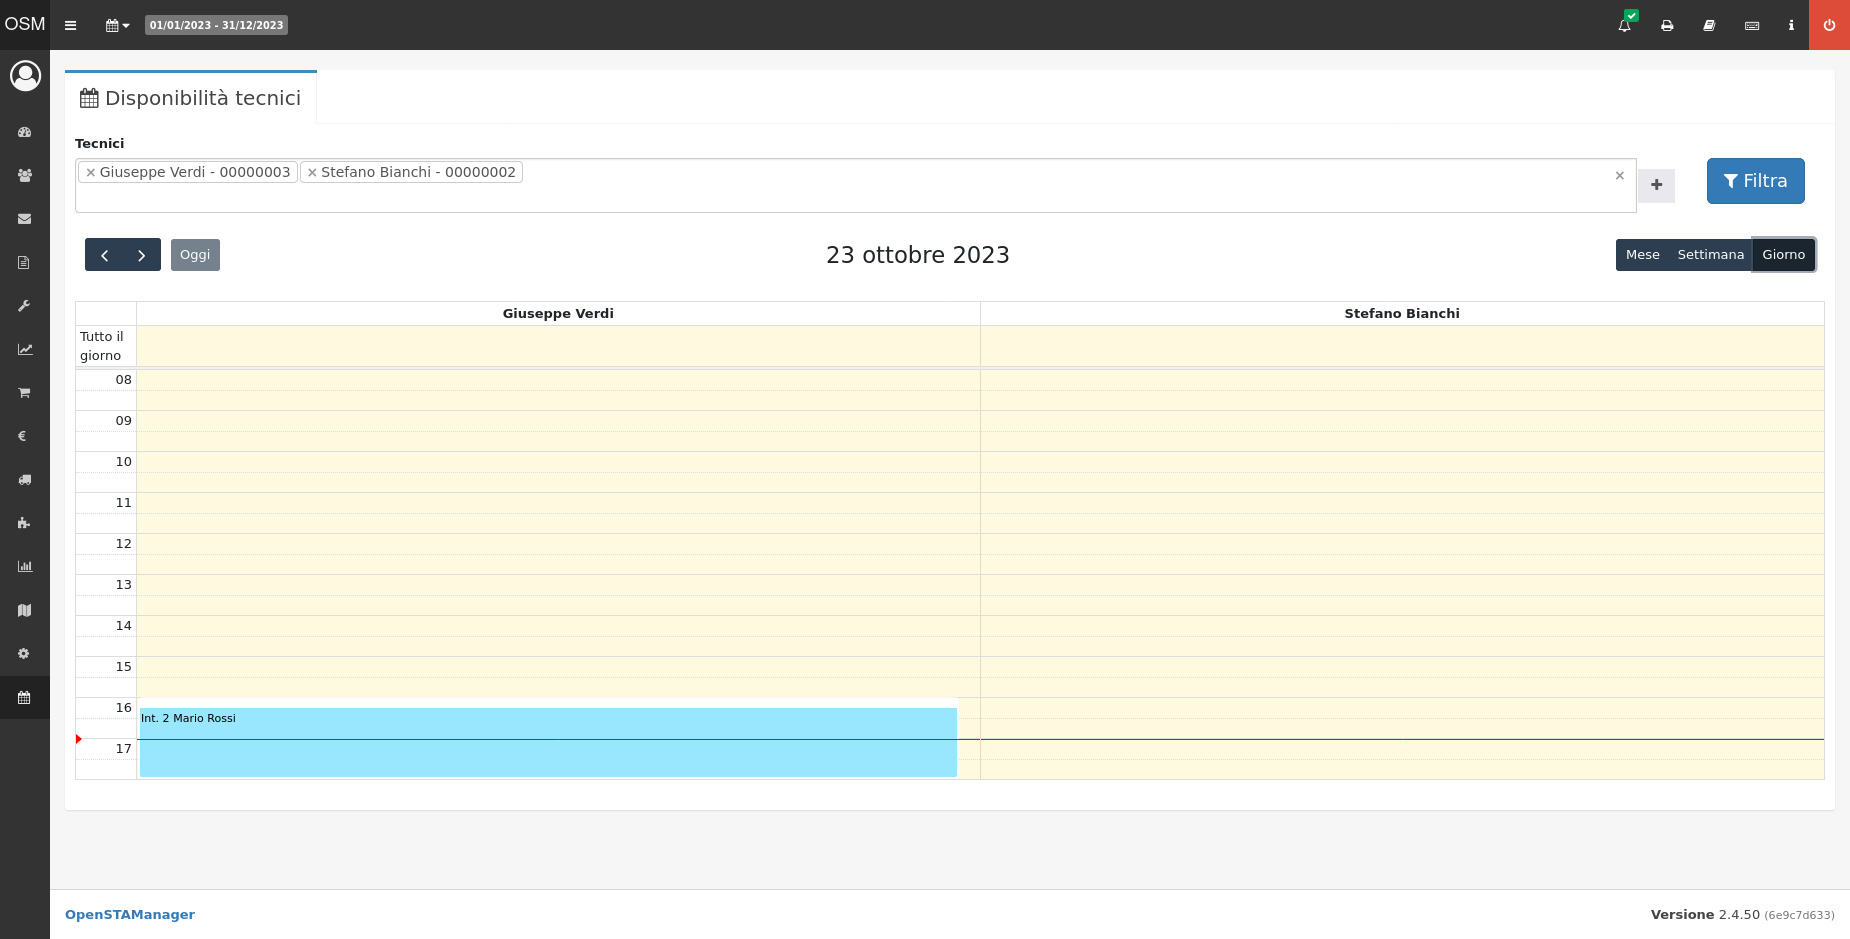 OSM
01/01/2023 - 31/12/2023
Disponibilità tecnici
Tecnici
× Giuseppe Verdi - 00000003 × Stefano Bianchi - 00000002 ×
+
Filtra
Oggi
23 ottobre 2023
Mese Settimana Giorno
Giuseppe Verdi Stefano Bianchi
Tutto il
giorno
08
09
10
11
12
13
14
15
16
Int. 2 Mario Rossi
17
OpenSTAManager
Versione 2.4.50 (6e9c7d633)